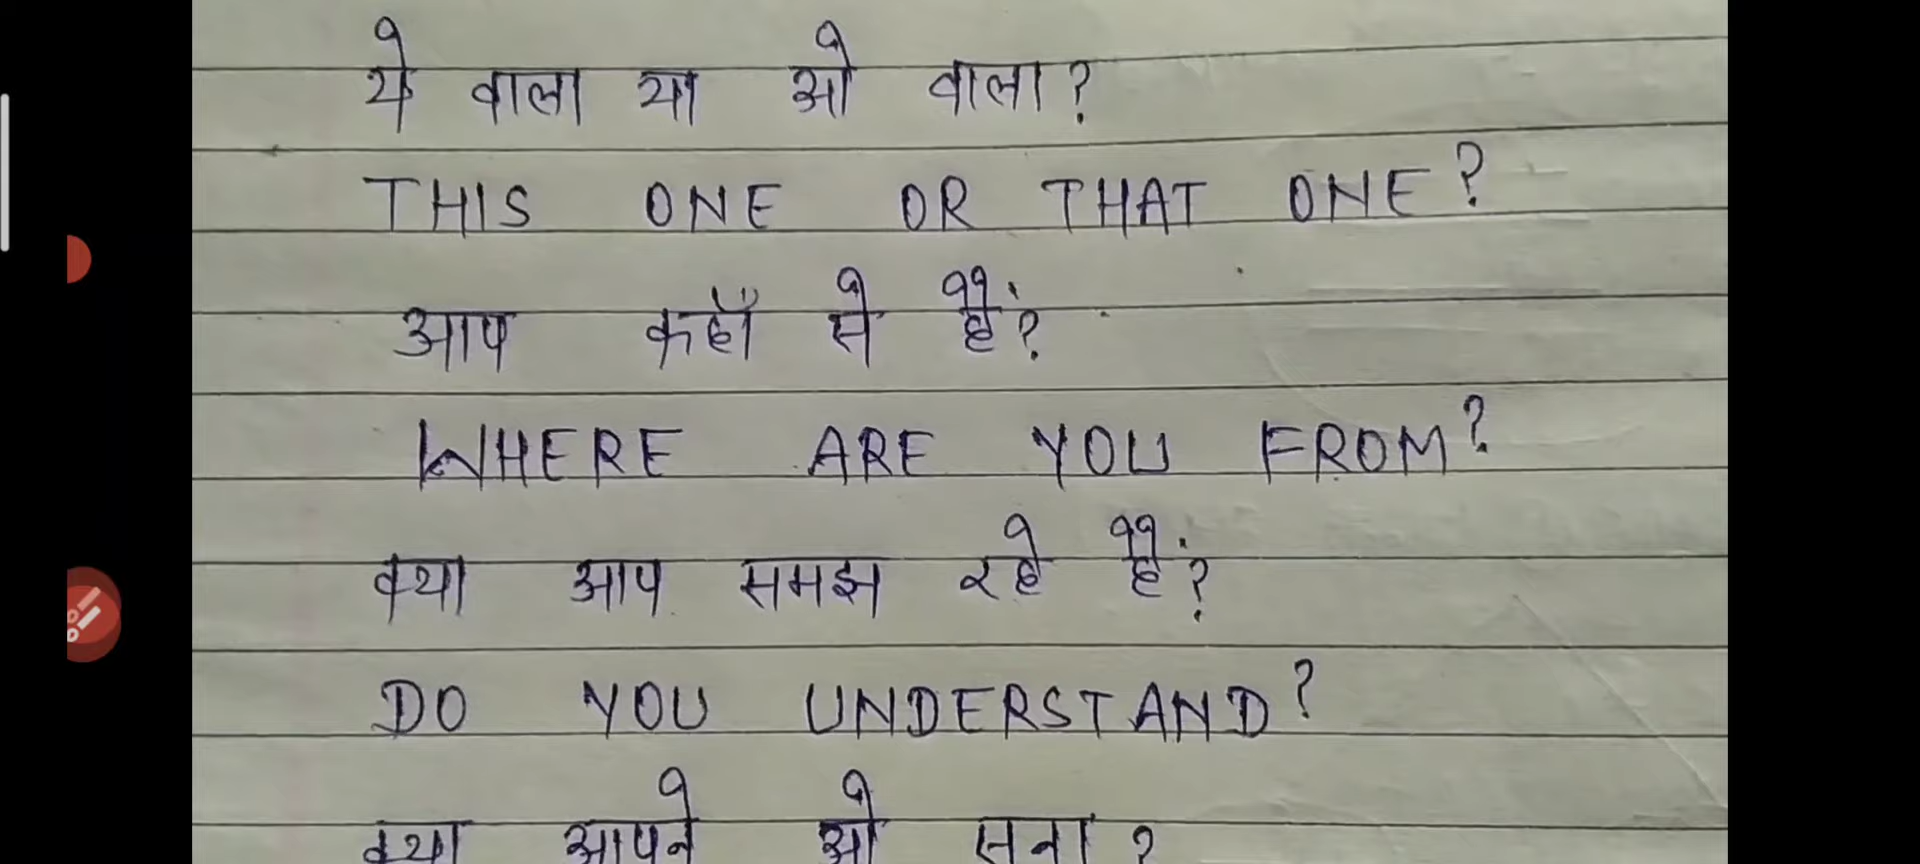 ये वाला या ओ वाला?
THIS ONE OR THAT ONE?
आप कहाँ से हैं?
WHERE ARE YOU FROM?
क्या आप समझ रहे हैं?
DO YOU UNDERSTAND?
क्या आपने ओ सुना?